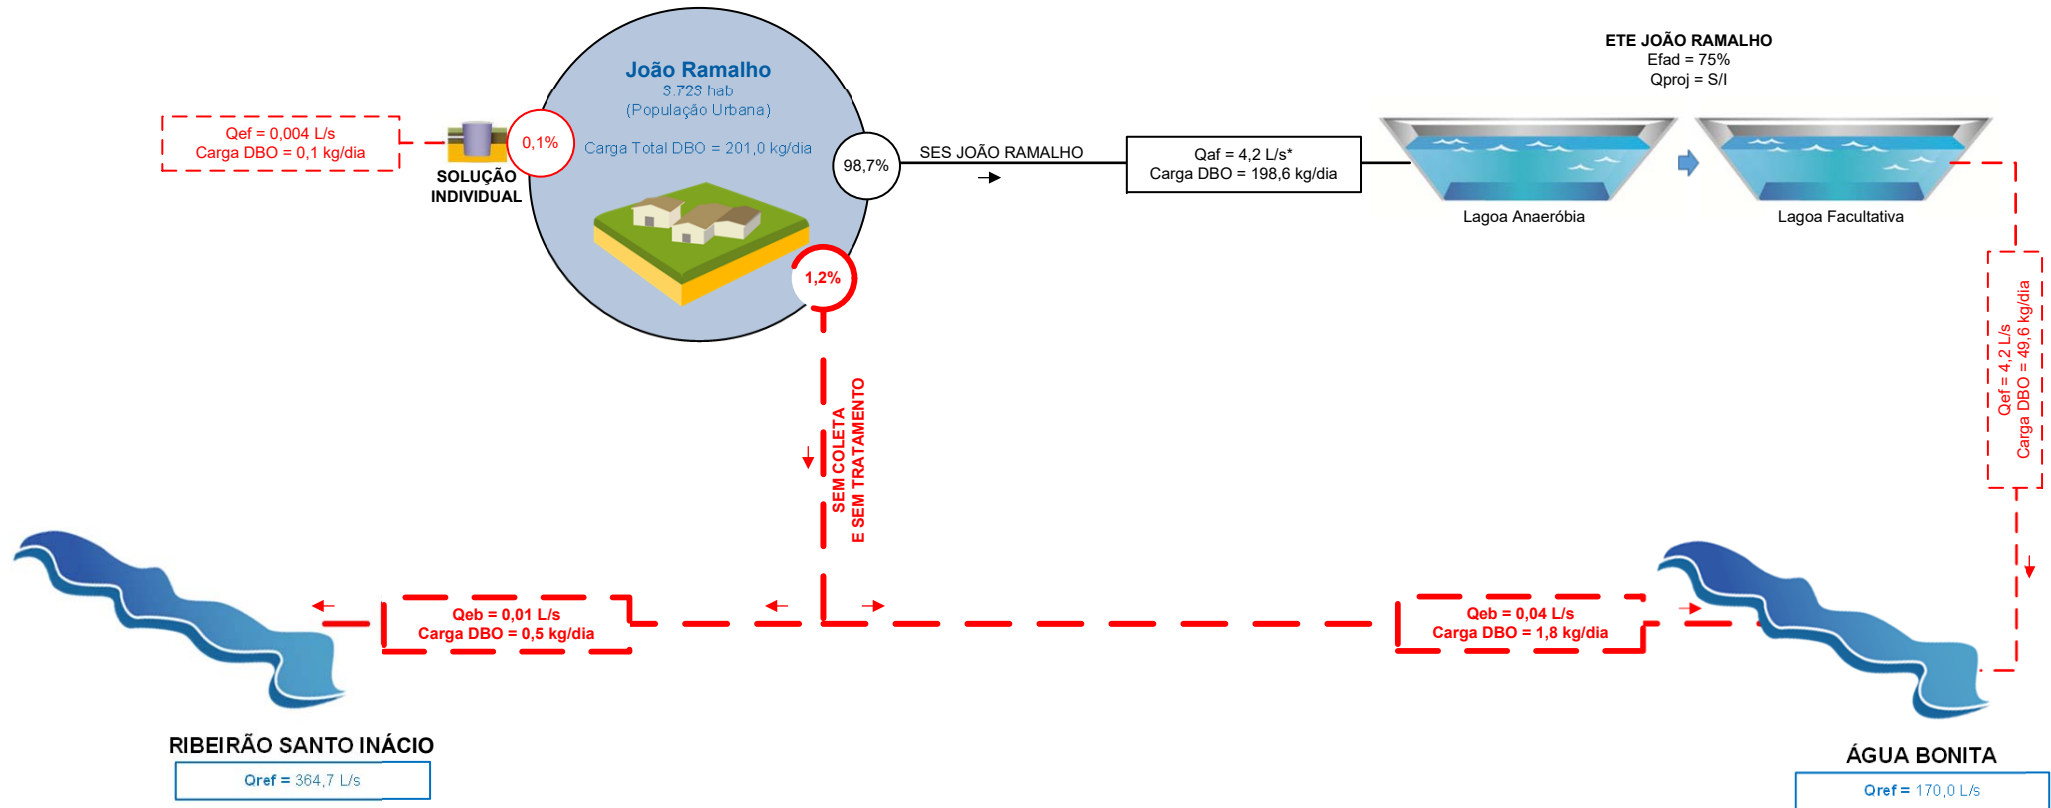 João Ramalho
3.723 hab
(População Urbana)
Carga Total DBO = 201,0 kg/dia
Qef = 0,004 L/s
Carga DBO = 0,1 kg/dia
SOLUÇÃO
INDIVIDUAL
0,1%
98,7%
1,2%
SES JOÃO RAMALHO
Qaf = 4,2 L/s*
Carga DBO = 198,6 kg/dia
ETE JOÃO RAMALHO
Efad = 75%
Qproj = S/I
Lagoa Anaeróbia
Lagoa Facultativa
Qef = 4,2 L/s
Carga DBO = 49,6 kg/dia
SEM COLETA
E SEM TRATAMENTO
Qeb = 0,01 L/s
Carga DBO = 0,5 kg/dia
Qeb = 0,04 L/s
Carga DBO = 1,8 kg/dia
RIBEIRÃO SANTO INÁCIO
Qref = 364,7 L/s
ÁGUA BONITA
Qref = 170,0 L/s